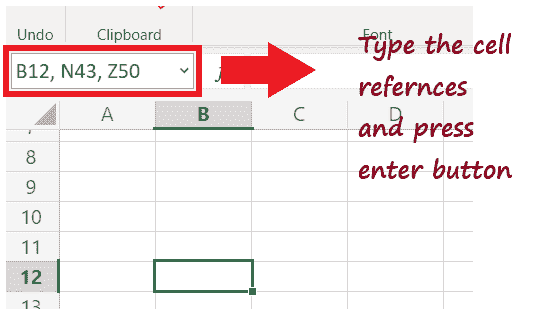 Undo Clipboard Font
B12, N43, Z50
Type the cell
refernces
and press
enter button
A B C D
8
9
10
11
12
13